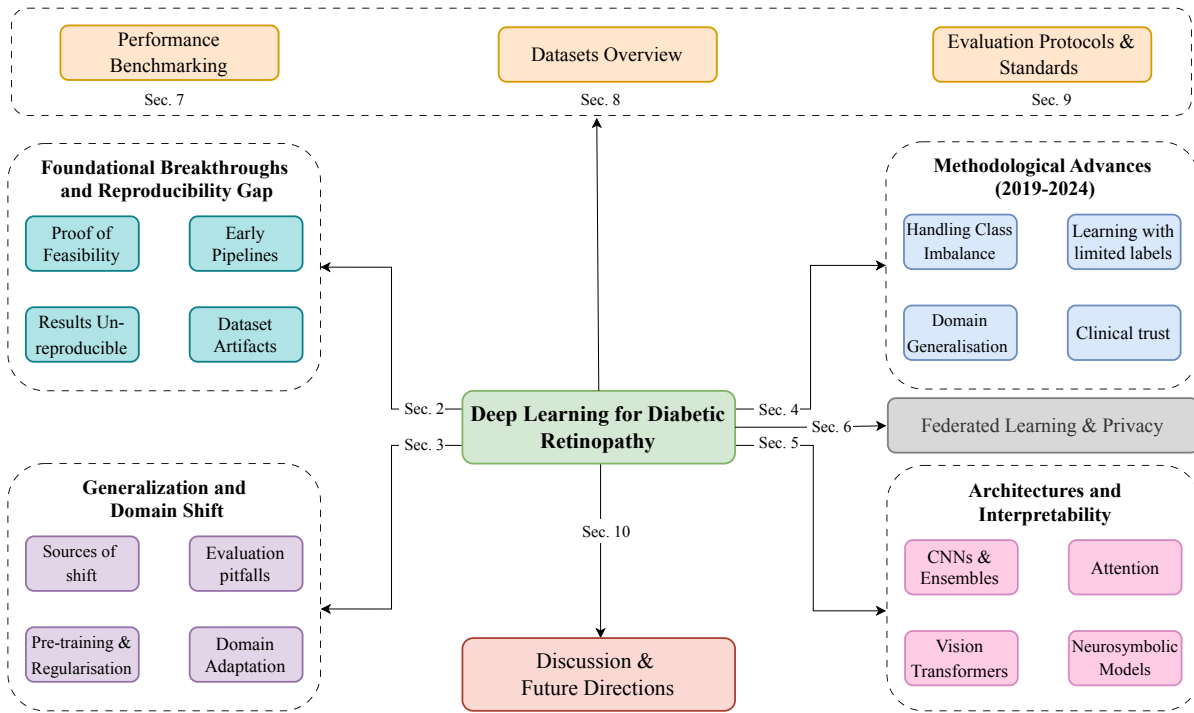 Performance
Benchmarking
Datasets Overview
Evaluation Protocols &
Standards
Sec. 7
Sec. 8
Sec. 9
Foundational Breakthroughs
and Reproducibility Gap
Proof of
Feasibility
Early
Pipelines
Results Un-
reproducible
Dataset
Artifacts
Methodological Advances
(2019-2024)
Handling Class
Imbalance
Learning with
limited labels
Domain
Generalisation
Clinical trust
Sec. 2
Sec. 3
Deep Learning for Diabetic
Retinopathy
Sec. 4
Sec. 6
Sec. 5
Federated Learning & Privacy
Generalization and
Domain Shift
Sources of
shift
Evaluation
pitfalls
Pre-training &
Regularisation
Domain
Adaptation
Sec. 10
Discussion &
Future Directions
Architectures and
Interpretability
CNNs &
Ensembles
Attention
Vision
Transformers
Neurosymbolic
Models